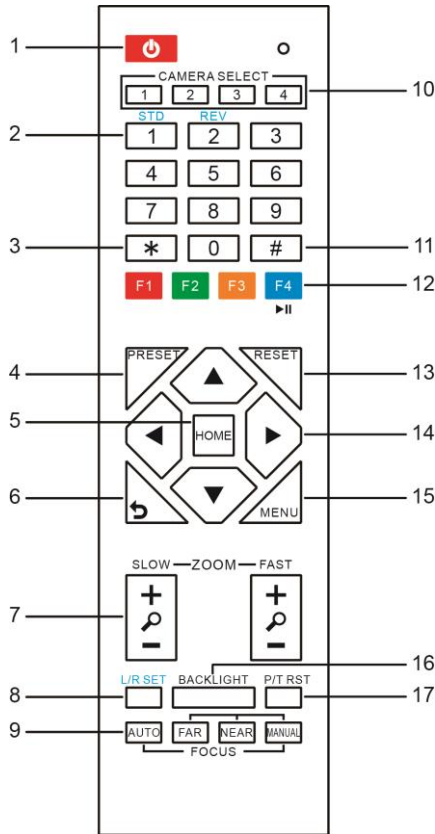 1
CAMERA SELECT
1 2 3 4
10
STD REV
2
1 2 3
4 5 6
7 8 9
3
* 0 #
11
F1 F2 F3 F4
12
PRESET RESET
4
13
5
HOME
14
6
MENU
15
SLOW ZOOM FAST
7
+ +
- -
16
L/R SET BACKLIGHT P/T RST
8
17
9
AUTO FAR NEAR MANUAL
FOCUS